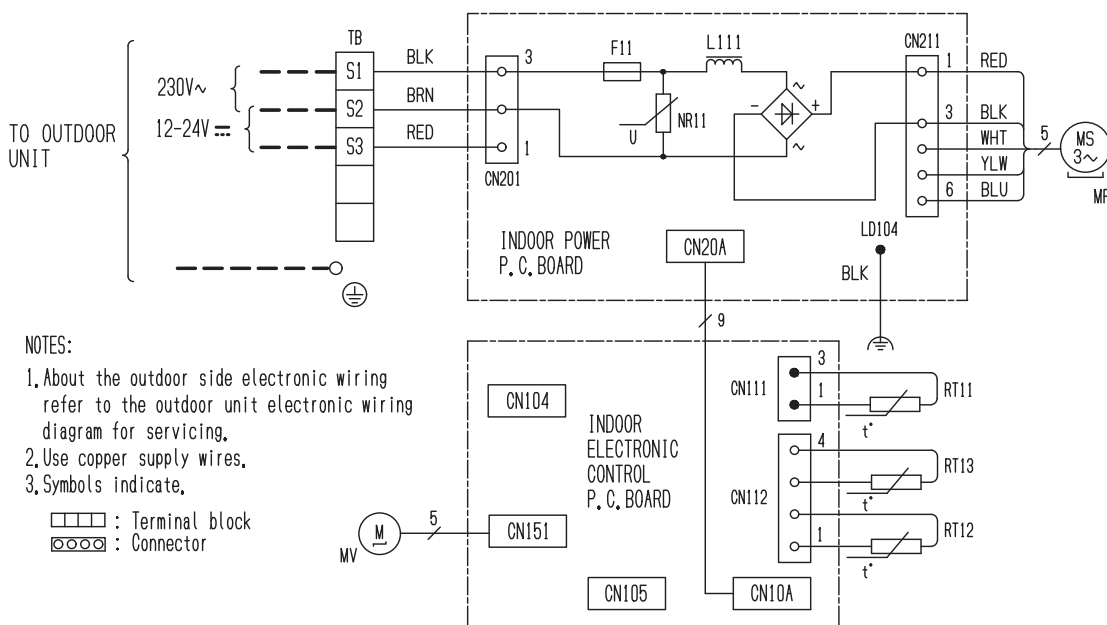 TO OUTDOOR
UNIT
230V~
12-24V
TB
S1
S2
S3
BLK
BRN
RED
3
1
CN201
F11
L111
NR11
U
~
-
+
~
CN211
1
3
6
RED
BLK
WHT
YLW
BLU
5
MS
3~
MF
INDOOR POWER
P.C.BOARD
CN20A
LD104
BLK
9
NOTES:
1. About the outdoor side electronic wiring
refer to the outdoor unit electronic wiring
diagram for servicing.
2. Use copper supply wires.
3. Symbols indicate.
: Terminal block
: Connector
CN104
INDOOR
ELECTRONIC
CONTROL
P.C.BOARD
CN111
3
1
RT11
t°
CN112
4
1
RT13
t°
RT12
t°
MV
M
5
CN151
CN105
CN10A